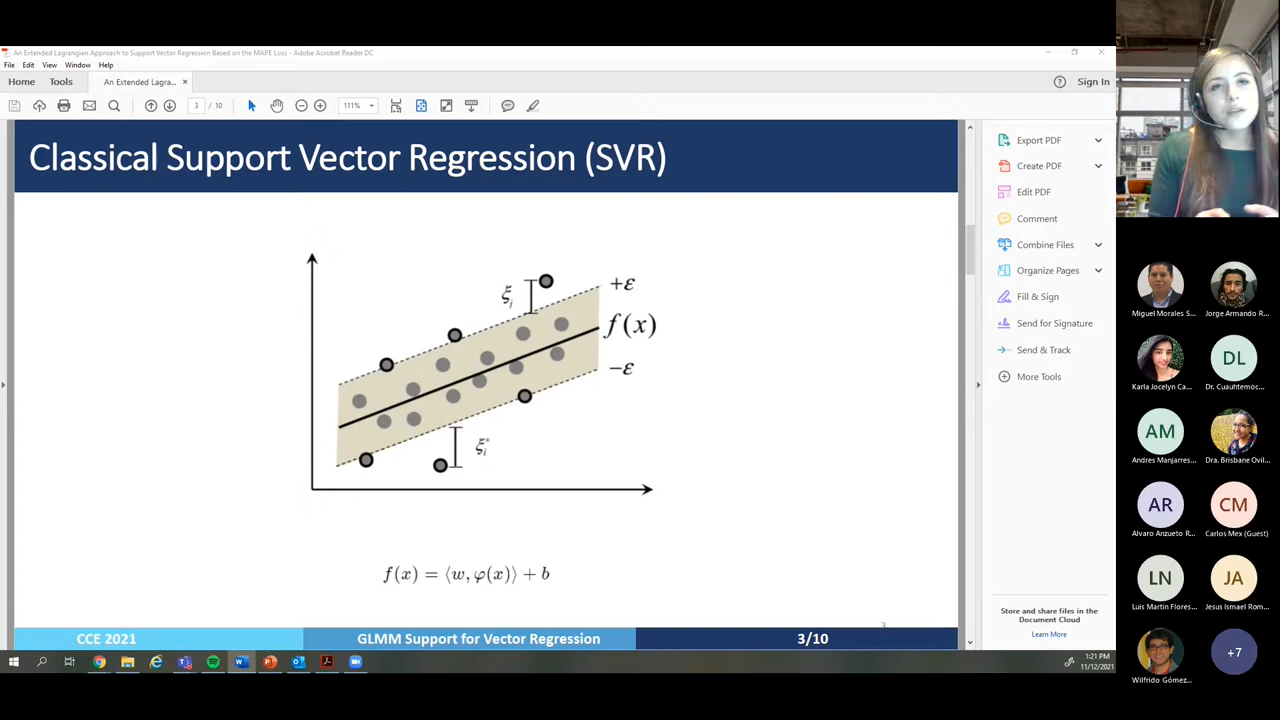 An Extended Lagrangian Approach to Support Vector Regression Based on the MAPE Loss - Adobe Acrobat Reader DC
File Edit View Window Help
Home Tools An Extended Lagra... × Sign In
3 / 10 111%
Classical Support Vector Regression (SVR)
+ε
ξi
f(x)
−ε
ξi*
f(x) = ⟨w, φ(x)⟩ + b
3
CCE 2021 GLMM Support for Vector Regression 3/10
Export PDF
Create PDF
Edit PDF
Comment
Combine Files
Organize Pages
Fill & Sign
Send for Signature
Send & Track
More Tools
Store and share files in the
Document Cloud
Learn More
1:21 PM
11/12/2021
Miguel Morales S... Jorge Armando R...
DL
Karla Jocelyn Ca... Dr. Cuauhtemoc...
AM
Andres Manjarres... Dra. Brisbane Ovil...
AR CM
Alvaro Anzueto R... Carlos Mex (Guest)
LN JA
Luis Martin Flores... Jesus Ismael Rom...
+7
Wilfrido Gómez...